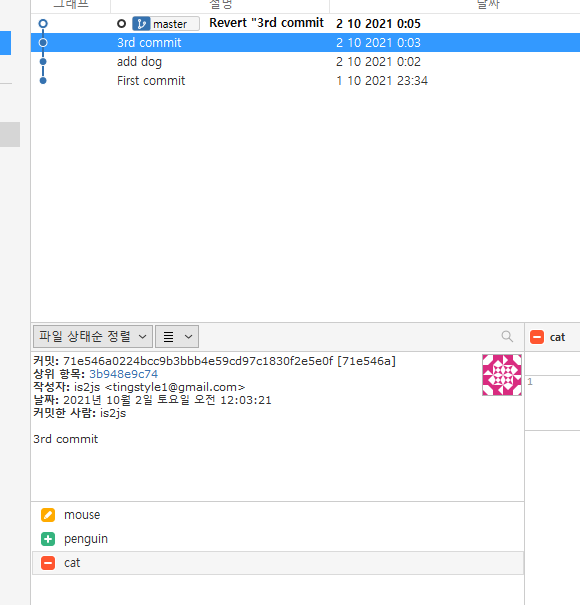 그래프 설명 날짜
master Revert "3rd commit 2 10 2021 0:05
3rd commit 2 10 2021 0:03
add dog 2 10 2021 0:02
First commit 1 10 2021 23:34
파일 상태순 정렬
cat
커밋: 71e546a0224bcc9b3bbb4e59cd97c1830f2e5e0f [71e546a]
상위 항목: 3b948e9c74
작성자: is2js <tingstyle1@gmail.com>
날짜: 2021년 10월 2일 토요일 오전 12:03:21
커밋한 사람: is2js
3rd commit
1
mouse
penguin
cat